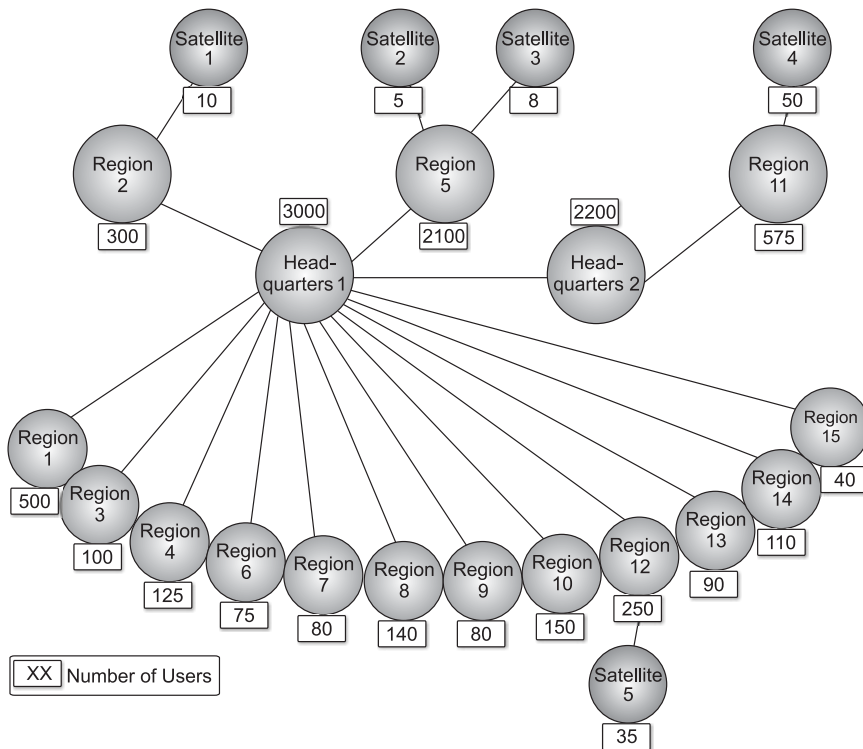 Satellite
1
10
Satellite
2
5
Satellite
3
8
Satellite
4
50
Region
2
300
Region
5
2100
Region
11
575
3000
Head-
quarters 1
2200
Head-
quarters 2
Region
1
500
Region
3
100
Region
4
125
Region
6
75
Region
7
80
Region
8
140
Region
9
80
Region
10
150
Region
12
250
Region
13
90
Region
14
110
Region
15
40
Satellite
5
35
XX Number of Users